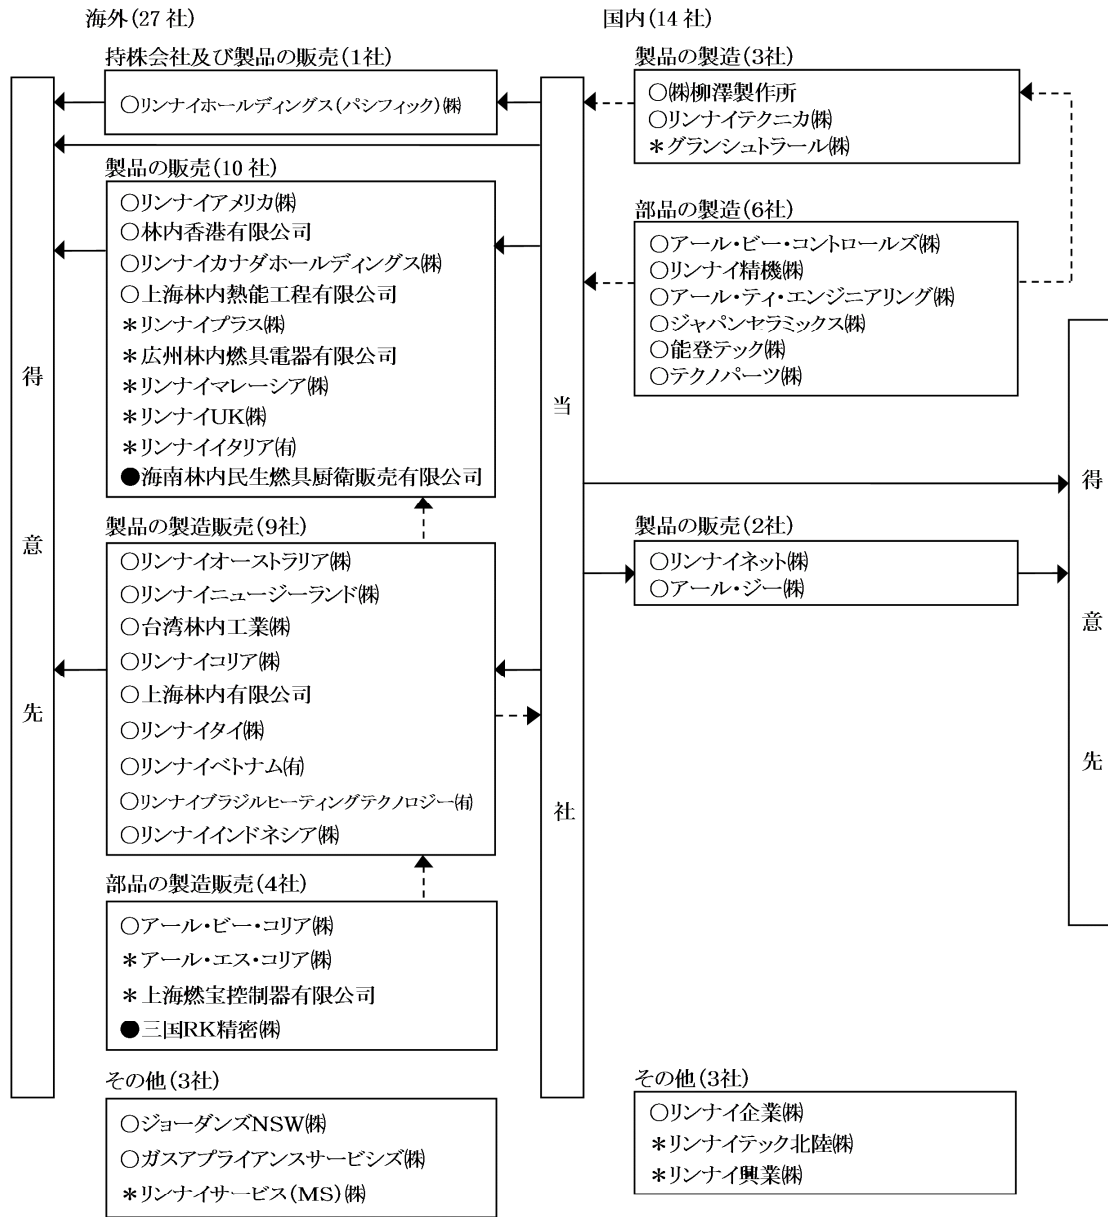 海外(27社)
持株会社及び製品の販売(1社)
○リンナイホールディングス(パシフィック)㈱
製品の販売(10社)
○リンナイアメリカ㈱
○林内香港有限公司
○リンナイカナダホールディングス㈱
○上海林内熱能工程有限公司
＊リンナイプラス㈱
＊広州林内燃具電器有限公司
＊リンナイマレーシア㈱
＊リンナイUK㈱
＊リンナイイタリア㈲
●海南林内民生燃具厨衛販売有限公司
製品の製造販売(9社)
○リンナイオーストラリア㈱
○リンナイニュージーランド㈱
○台湾林内工業㈱
○リンナイコリア㈱
○上海林内有限公司
○リンナイタイ㈱
○リンナイベトナム㈲
○リンナイブラジルヒーティングテクノロジー㈲
○リンナイインドネシア㈱
部品の製造販売(4社)
○アール・ビー・コリア㈱
＊アール・エス・コリア㈱
＊上海燃宝控制器有限公司
●三国RK精密㈱
その他(3社)
○ジョーダンズNSW㈱
○ガスアプライアンスサービシズ㈱
＊リンナイサービス(MS)㈱
得意先
当社
国内(14社)
製品の製造(3社)
○㈱柳澤製作所
○リンナイテクニカ㈱
＊グランシュトラール㈱
部品の製造(6社)
○アール・ビー・コントロールズ㈱
○リンナイ精機㈱
○アール・ティ・エンジニアリング㈱
○ジャパンセラミックス㈱
○能登テック㈱
○テクノパーツ㈱
製品の販売(2社)
○リンナイネット㈱
○アール・ジー㈱
その他(3社)
○リンナイ企業㈱
＊リンナイテック北陸㈱
＊リンナイ興業㈱
得意先